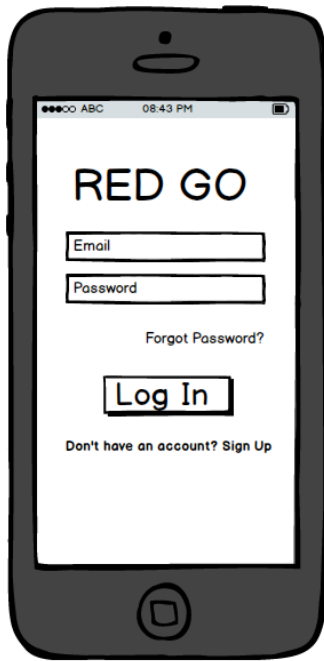 ABC 08:43 PM
RED GO
Email
Password
Forgot Password?
Log In
Don't have an account? Sign Up